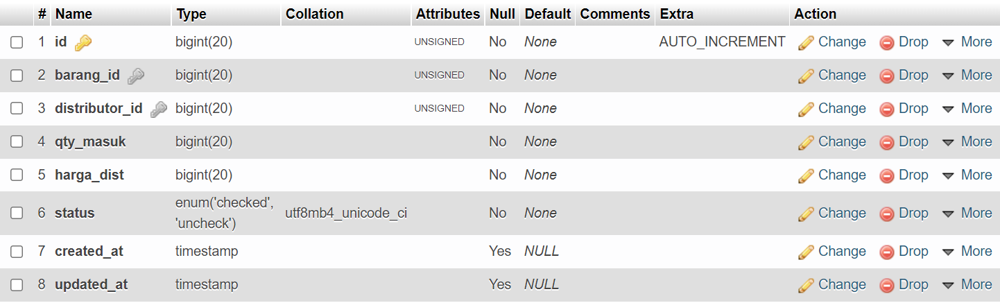 # Name Type Collation Attributes Null Default Comments Extra Action
1 id bigint(20) UNSIGNED No None AUTO_INCREMENT Change Drop More
2 barang_id bigint(20) UNSIGNED No None Change Drop More
3 distributor_id bigint(20) UNSIGNED No None Change Drop More
4 qty_masuk bigint(20) No None Change Drop More
5 harga_dist bigint(20) No None Change Drop More
6 status enum('checked', 'uncheck') utf8mb4_unicode_ci No None Change Drop More
7 created_at timestamp Yes NULL Change Drop More
8 updated_at timestamp Yes NULL Change Drop More